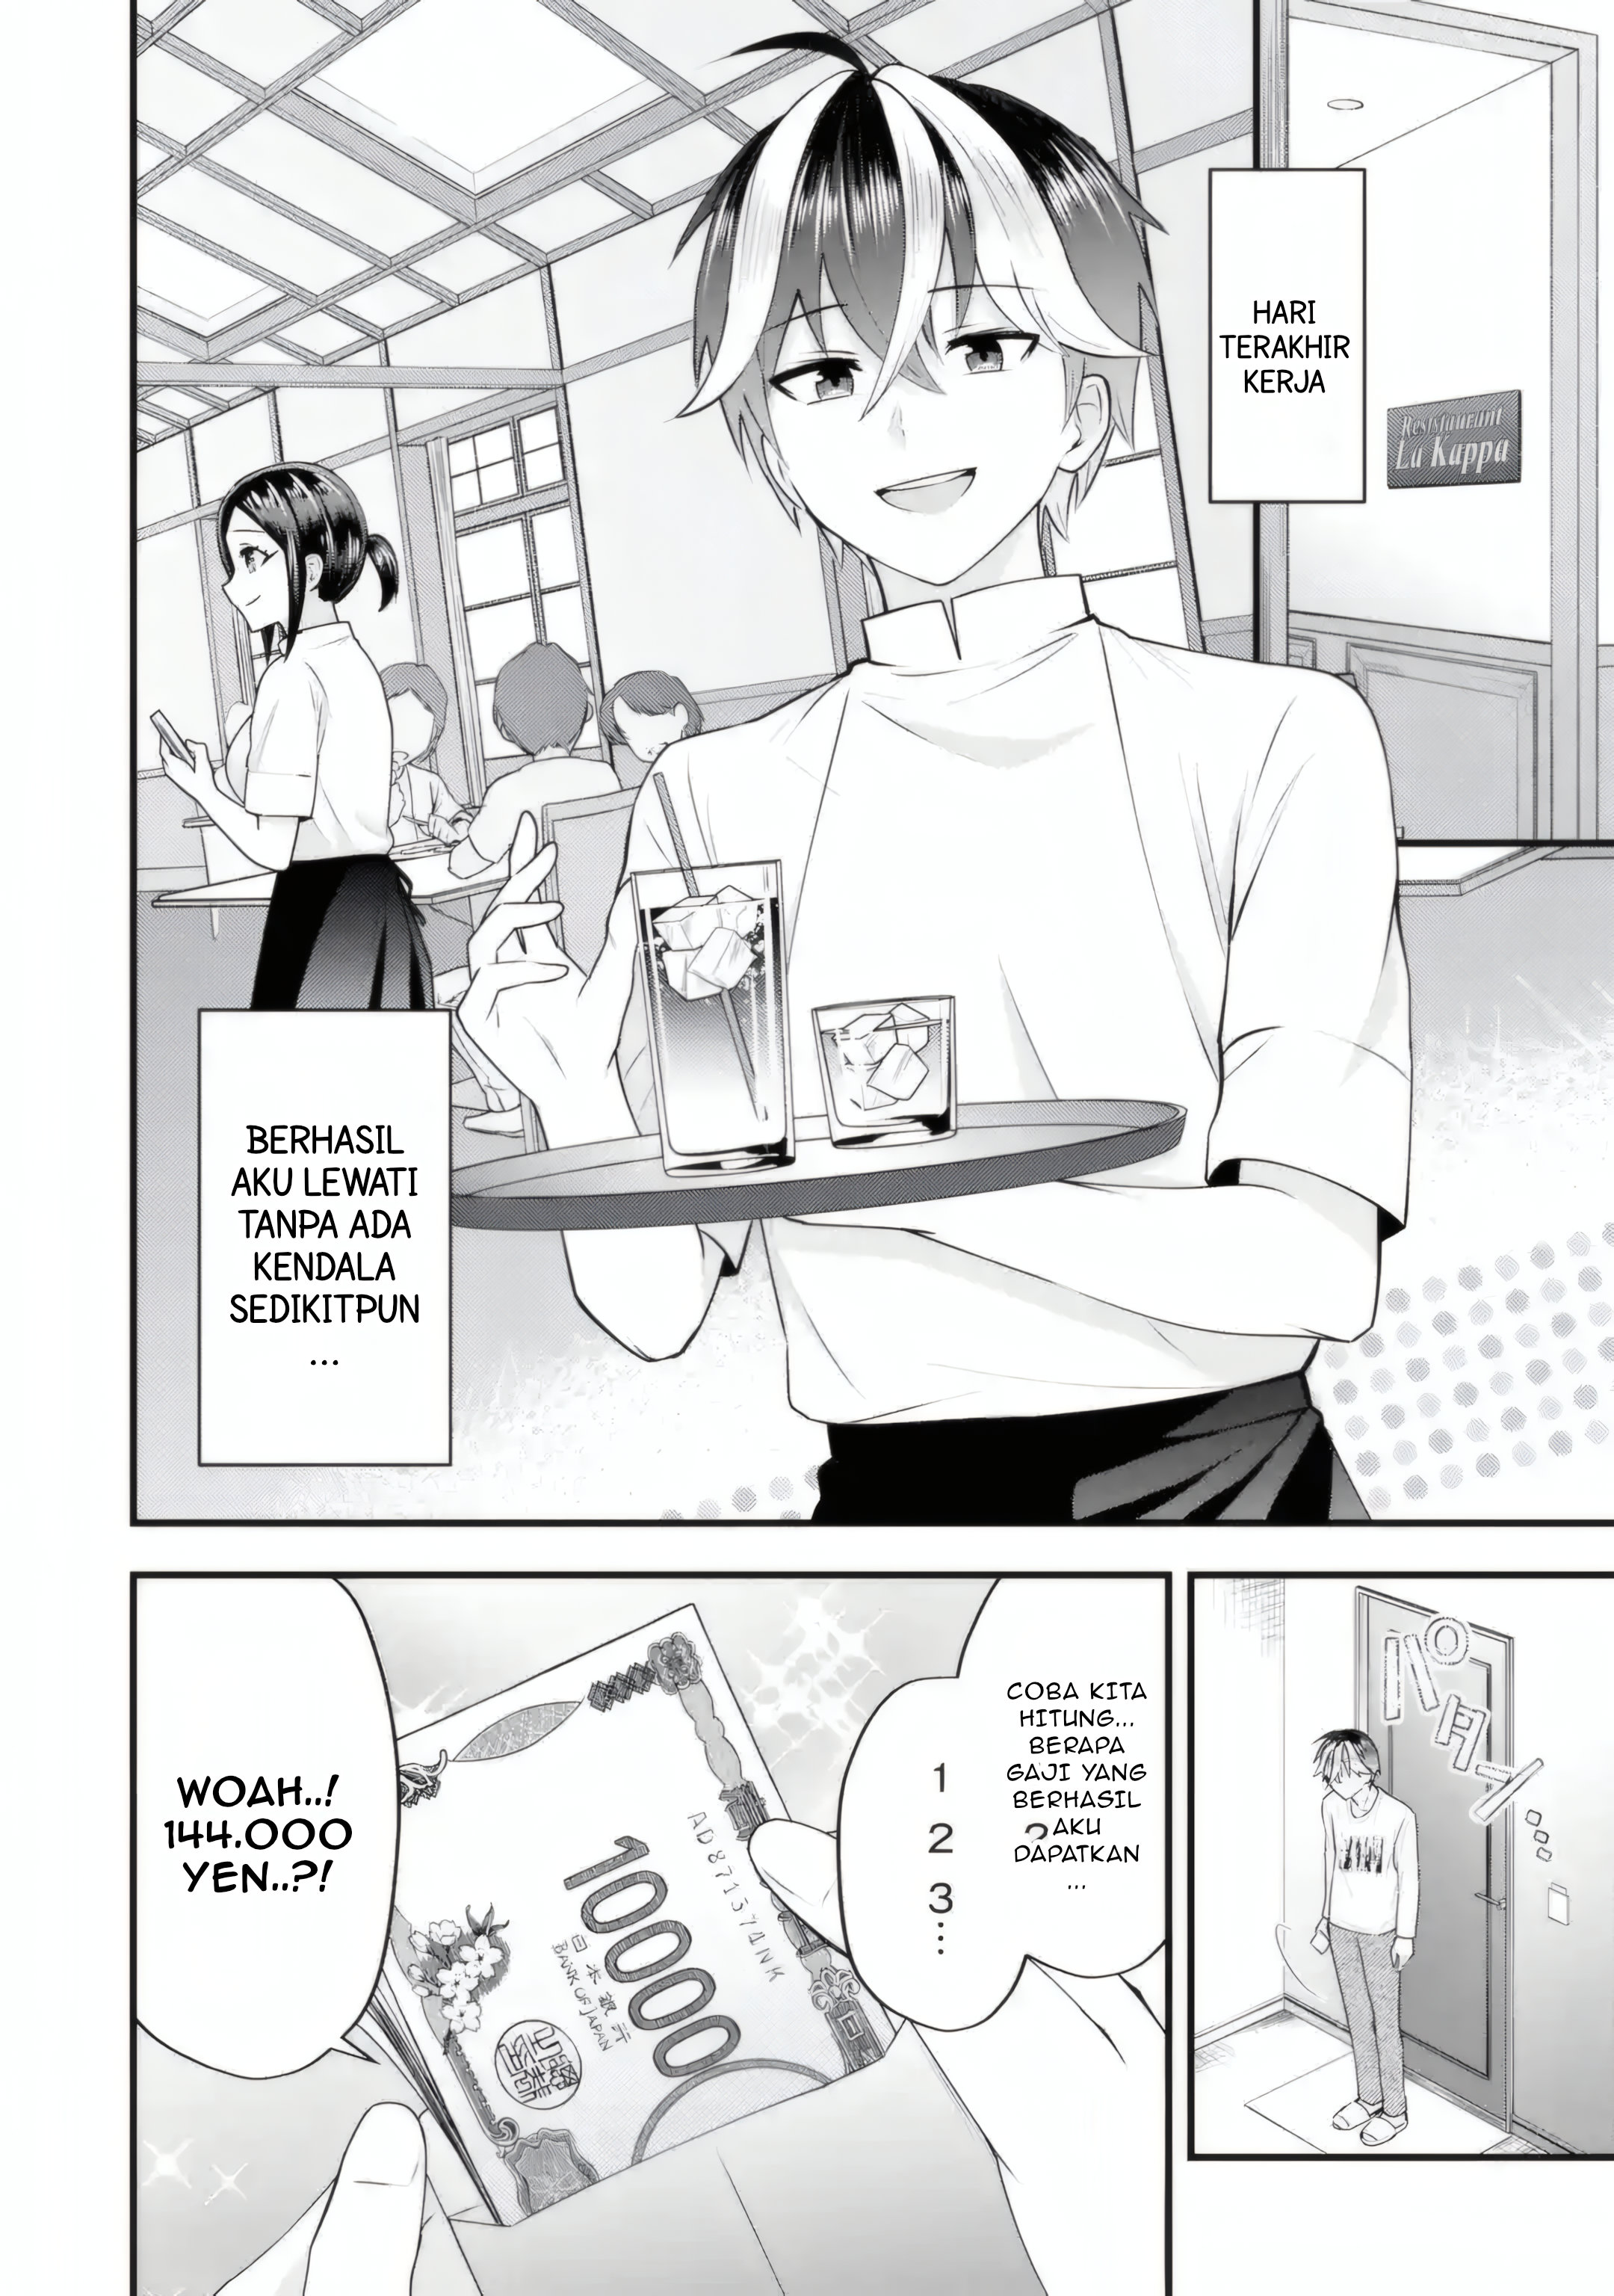 HARI
TERAKHIR
KERJA
Reststaurant
La Kappa
BERHASIL
AKU LEWATI
TANPA ADA
KENDALA
SEDIKITPUN
...
パタン
COBA KITA
HITUNG...
BERAPA
GAJI YANG
BERHASIL
AKU
DAPATKAN
...
1
2
3
...
WOAH..!
144.000
YEN..?!
10000
日本銀行
BANK OF JAPAN